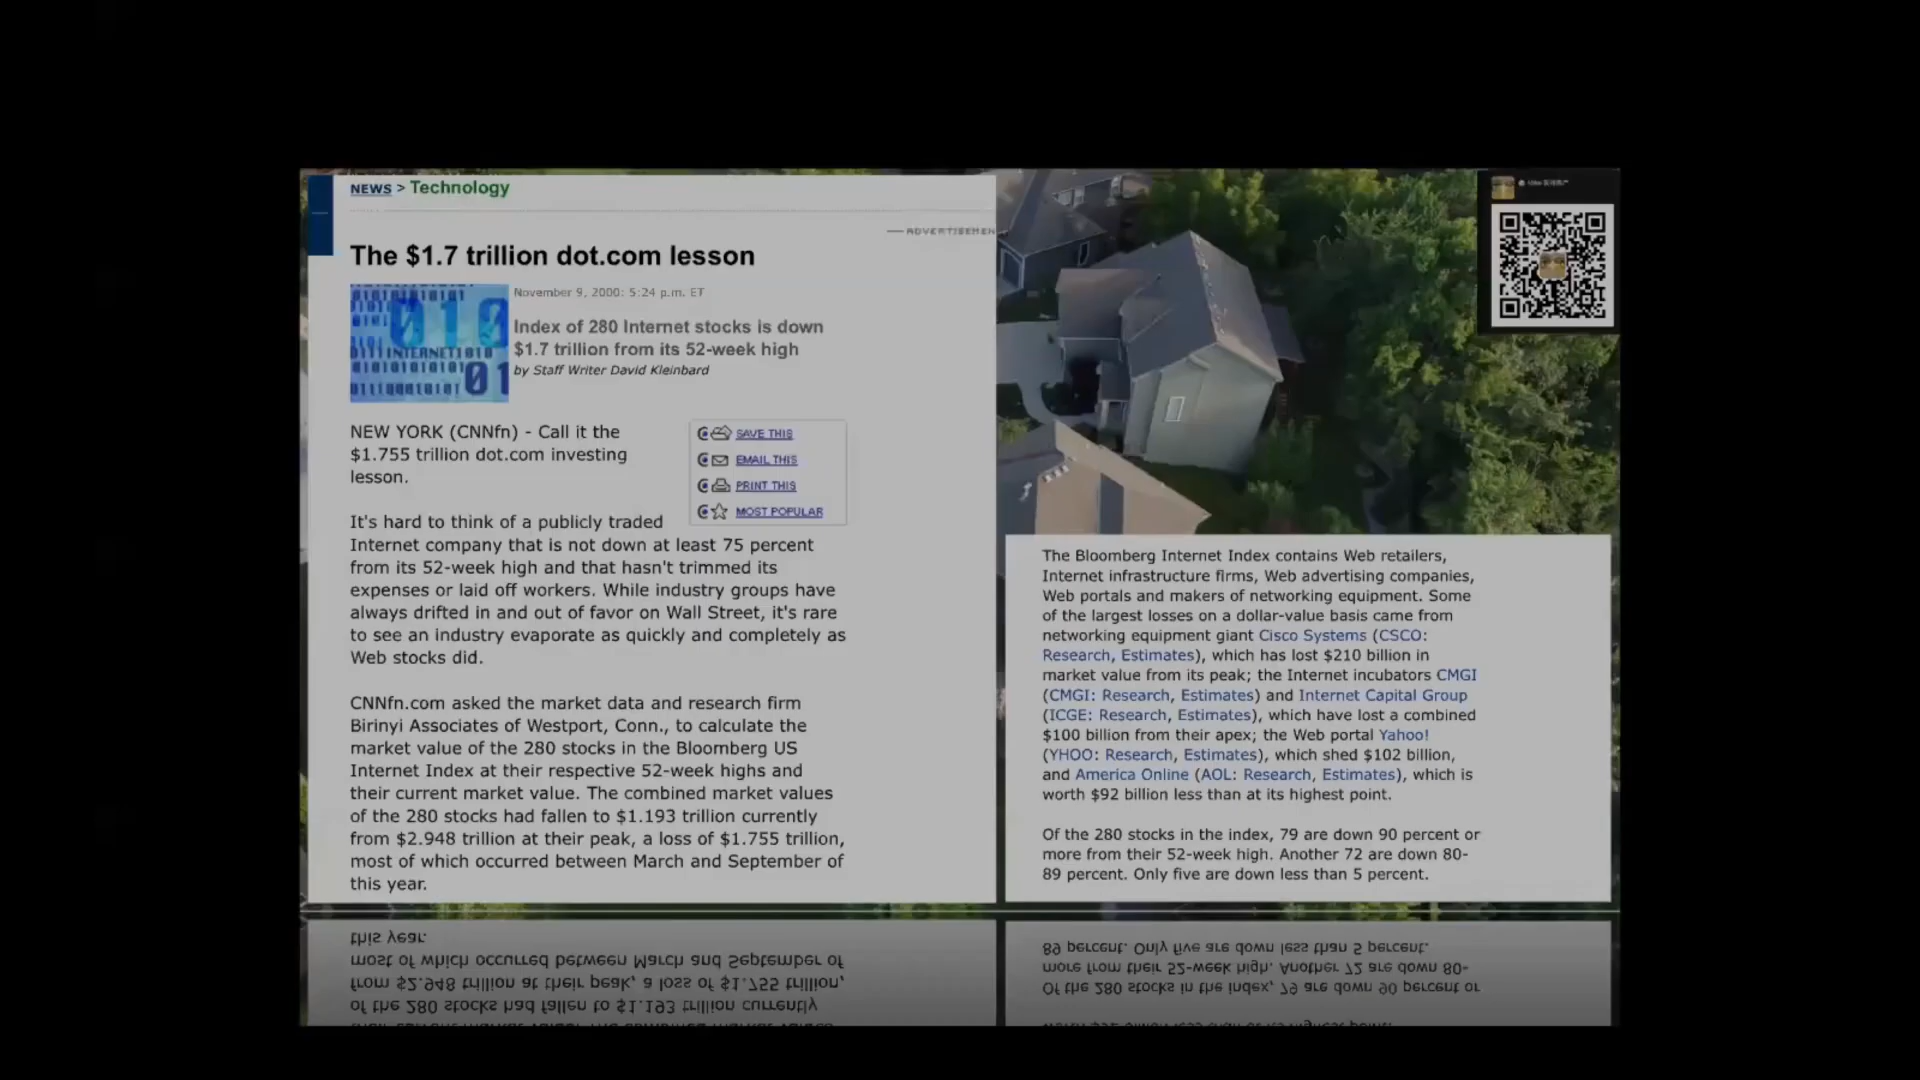 NEWS > Technology
ADVERTISEMEN
The $1.7 trillion dot.com lesson
November 9, 2000: 5:24 p.m. ET
Index of 280 Internet stocks is down
$1.7 trillion from its 52-week high
by Staff Writer David Kleinbard
INTERNET
NEW YORK (CNNfn) - Call it the
$1.755 trillion dot.com investing
lesson.
SAVE THIS
EMAIL THIS
PRINT THIS
MOST POPULAR
It's hard to think of a publicly traded
Internet company that is not down at least 75 percent
from its 52-week high and that hasn't trimmed its
expenses or laid off workers. While industry groups have
always drifted in and out of favor on Wall Street, it's rare
to see an industry evaporate as quickly and completely as
Web stocks did.
CNNfn.com asked the market data and research firm
Birinyi Associates of Westport, Conn., to calculate the
market value of the 280 stocks in the Bloomberg US
Internet Index at their respective 52-week highs and
their current market value. The combined market values
of the 280 stocks had fallen to $1.193 trillion currently
from $2.948 trillion at their peak, a loss of $1.755 trillion,
most of which occurred between March and September of
this year.
The Bloomberg Internet Index contains Web retailers,
Internet infrastructure firms, Web advertising companies,
Web portals and makers of networking equipment. Some
of the largest losses on a dollar-value basis came from
networking equipment giant Cisco Systems (CSCO:
Research, Estimates), which has lost $210 billion in
market value from its peak; the Internet incubators CMGI
(CMGI: Research, Estimates) and Internet Capital Group
(ICGE: Research, Estimates), which have lost a combined
$100 billion from their apex; the Web portal Yahoo!
(YHOO: Research, Estimates), which shed $102 billion,
and America Online (AOL: Research, Estimates), which is
worth $92 billion less than at its highest point.
Of the 280 stocks in the index, 79 are down 90 percent or
more from their 52-week high. Another 72 are down 80-
89 percent. Only five are down less than 5 percent.